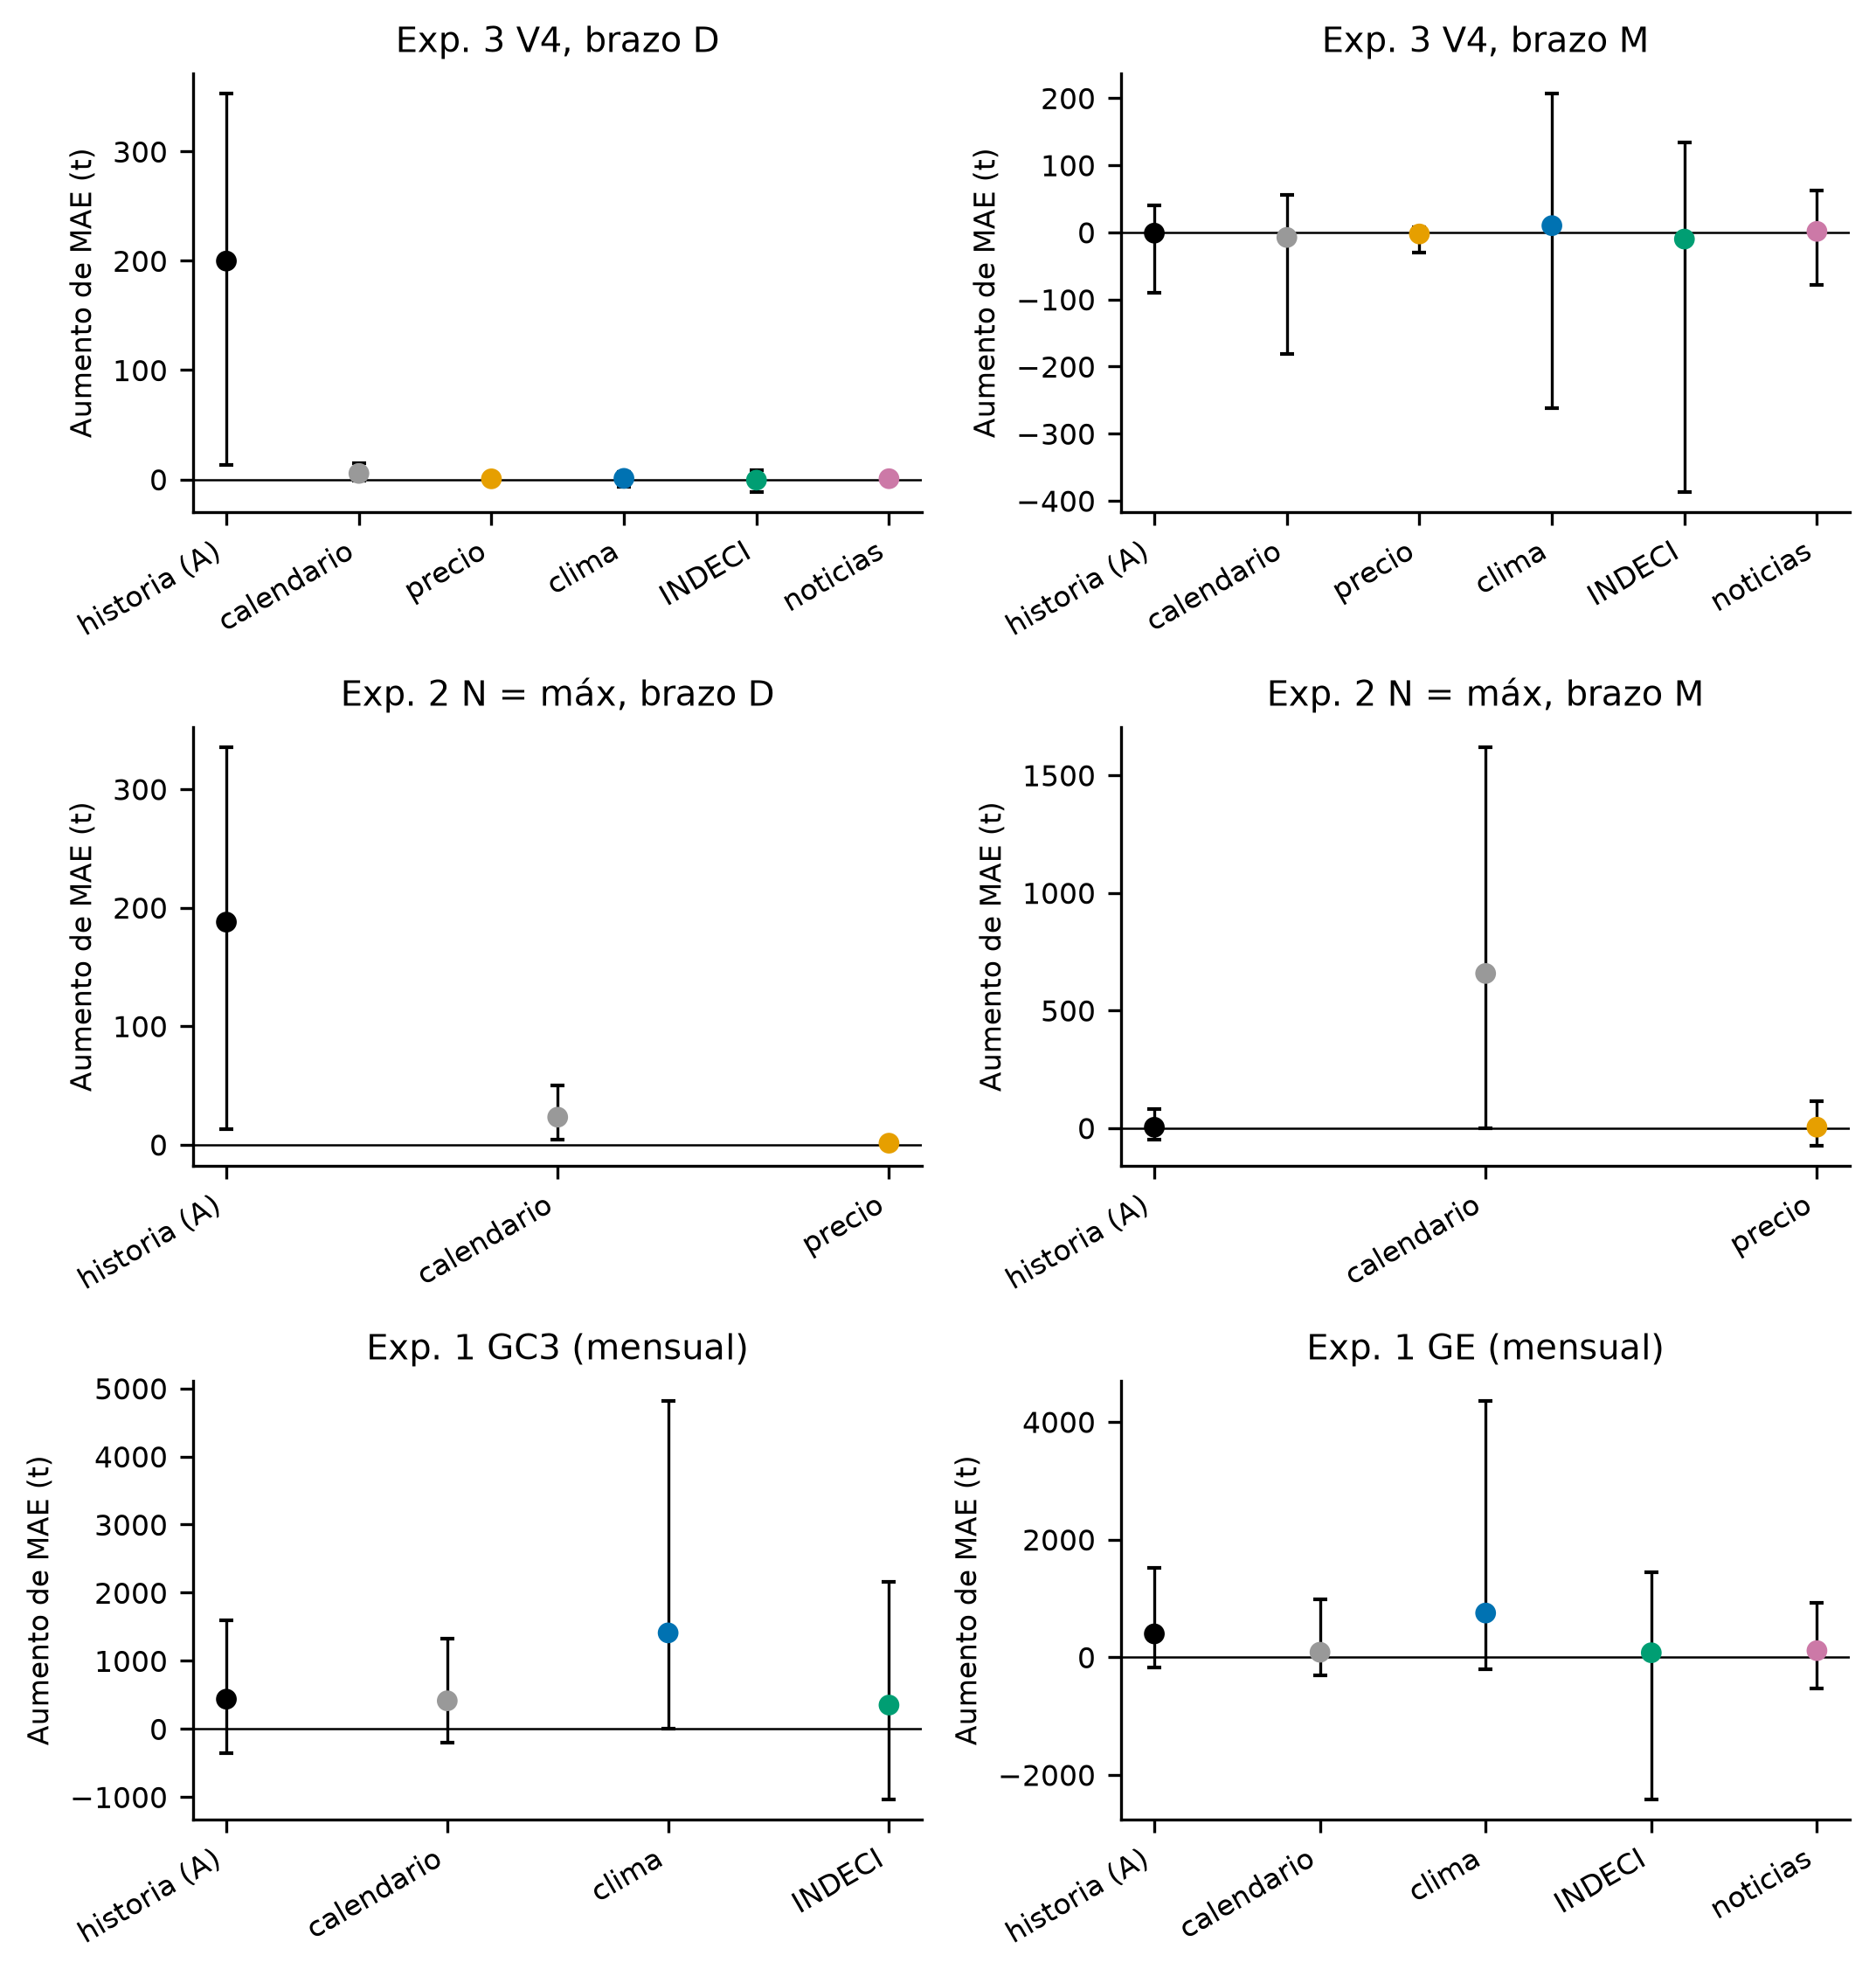 Exp. 3 V4, brazo D
Aumento de MAE (t)
300
200
100
0
historia (A)
calendario
precio
clima
INDECI
noticias
Exp. 3 V4, brazo M
Aumento de MAE (t)
200
100
0
−100
−200
−300
−400
historia (A)
calendario
precio
clima
INDECI
noticias
Exp. 2 N = máx, brazo D
Aumento de MAE (t)
300
200
100
0
historia (A)
calendario
precio
Exp. 2 N = máx, brazo M
Aumento de MAE (t)
1500
1000
500
0
historia (A)
calendario
precio
Exp. 1 GC3 (mensual)
Aumento de MAE (t)
5000
4000
3000
2000
1000
0
−1000
historia (A)
calendario
clima
INDECI
Exp. 1 GE (mensual)
Aumento de MAE (t)
4000
2000
0
−2000
historia (A)
calendario
clima
INDECI
noticias